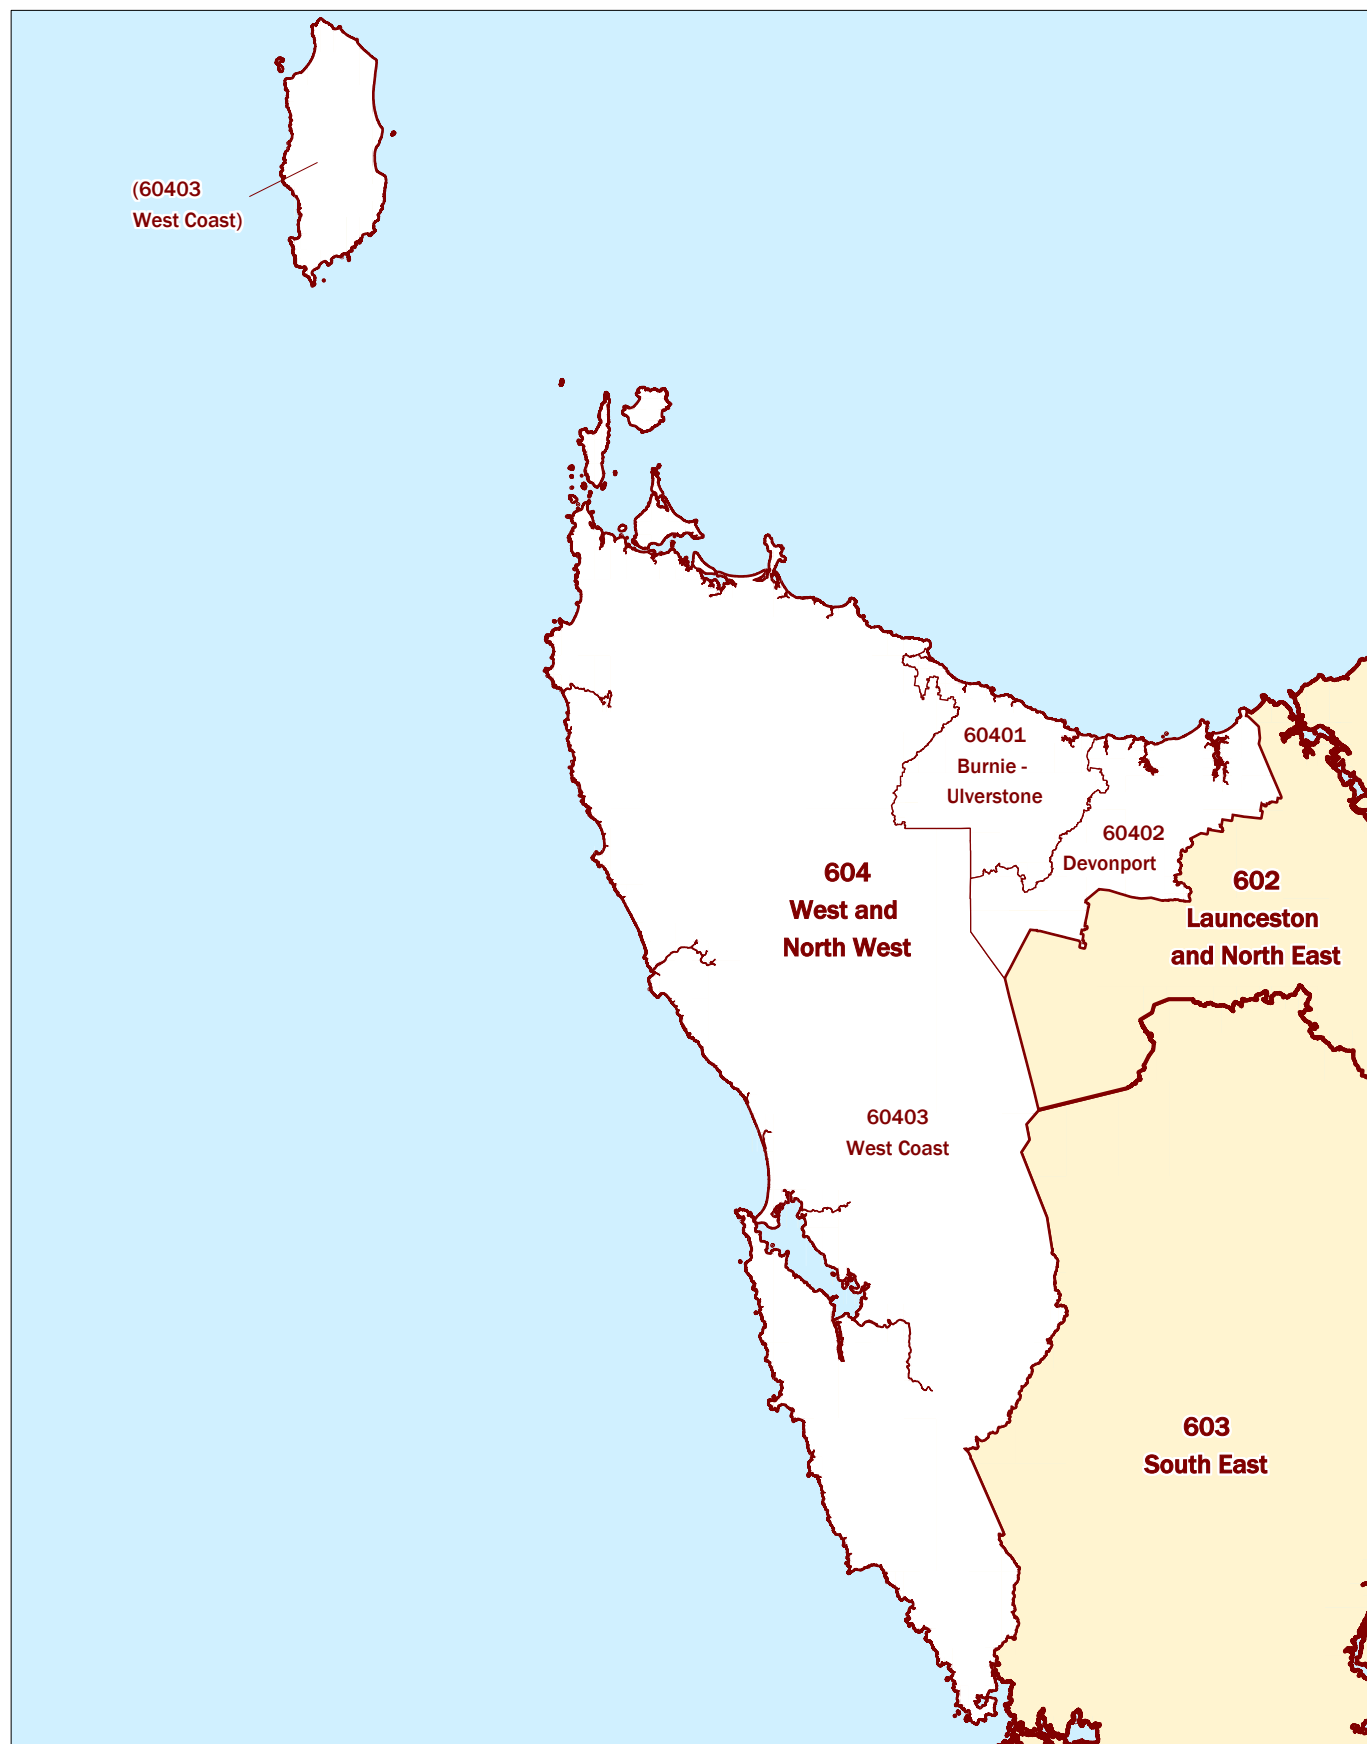 (60403
West Coast)
60401
Burnie -
Ulverstone
60402
Devonport
604
West and
North West
602
Launceston
and North East
60403
West Coast
603
South East